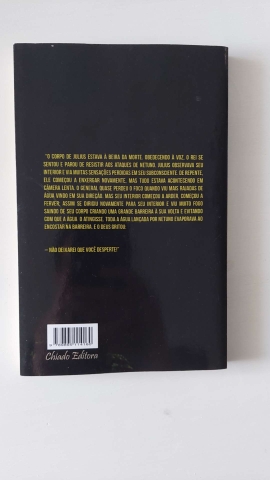 "O CORPO DE JULIUS ESTAVA À BEIRA DA MORTE. OBEDECENDO À VOZ, O REI SE
SENTOU E PAROU DE RESISTIR AOS ATAQUES DE NETUNO. JULIUS OBSERVAVA SEU
INTERIOR E VIA MUITOS SENSAÇÕES PERDIDAS EM SEU SUBCONSCIENTE. DE REPENTE,
ELE COMEÇOU A ENXERGAR NOVAMENTE, MAS TUDO ESTAVA ACONTECENDO EM
CÂMERA LENTA. O GENERAL QUASE PERDEU O FOCO QUANDO VIU MAIS RAJADAS DE
ÁGUA VINDO EM SUA DIREÇÃO. MAS SEU INTERIOR COMEÇOU A ARDER, COMEÇOU A
FERVER, ASSIM SE DIRIGIU NOVAMENTE PARA SEU INTERIOR E VIU MUITO FOGO
SAINDO DE SEU CORPO CRIANDO UMA GRANDE BARREIRA À SUA VOLTA E EVITANDO
COM QUE A ÁGUA O ATINGISSE. TODA A ÁGUA LANÇADA POR NETUNO EVAPORAVA AO
ENCOSTAR NA BARREIRA. E O DEUS GRITOU:
– NÃO DEIXAREI QUE VOCÊ DESPERTE!"
Chiado Editora